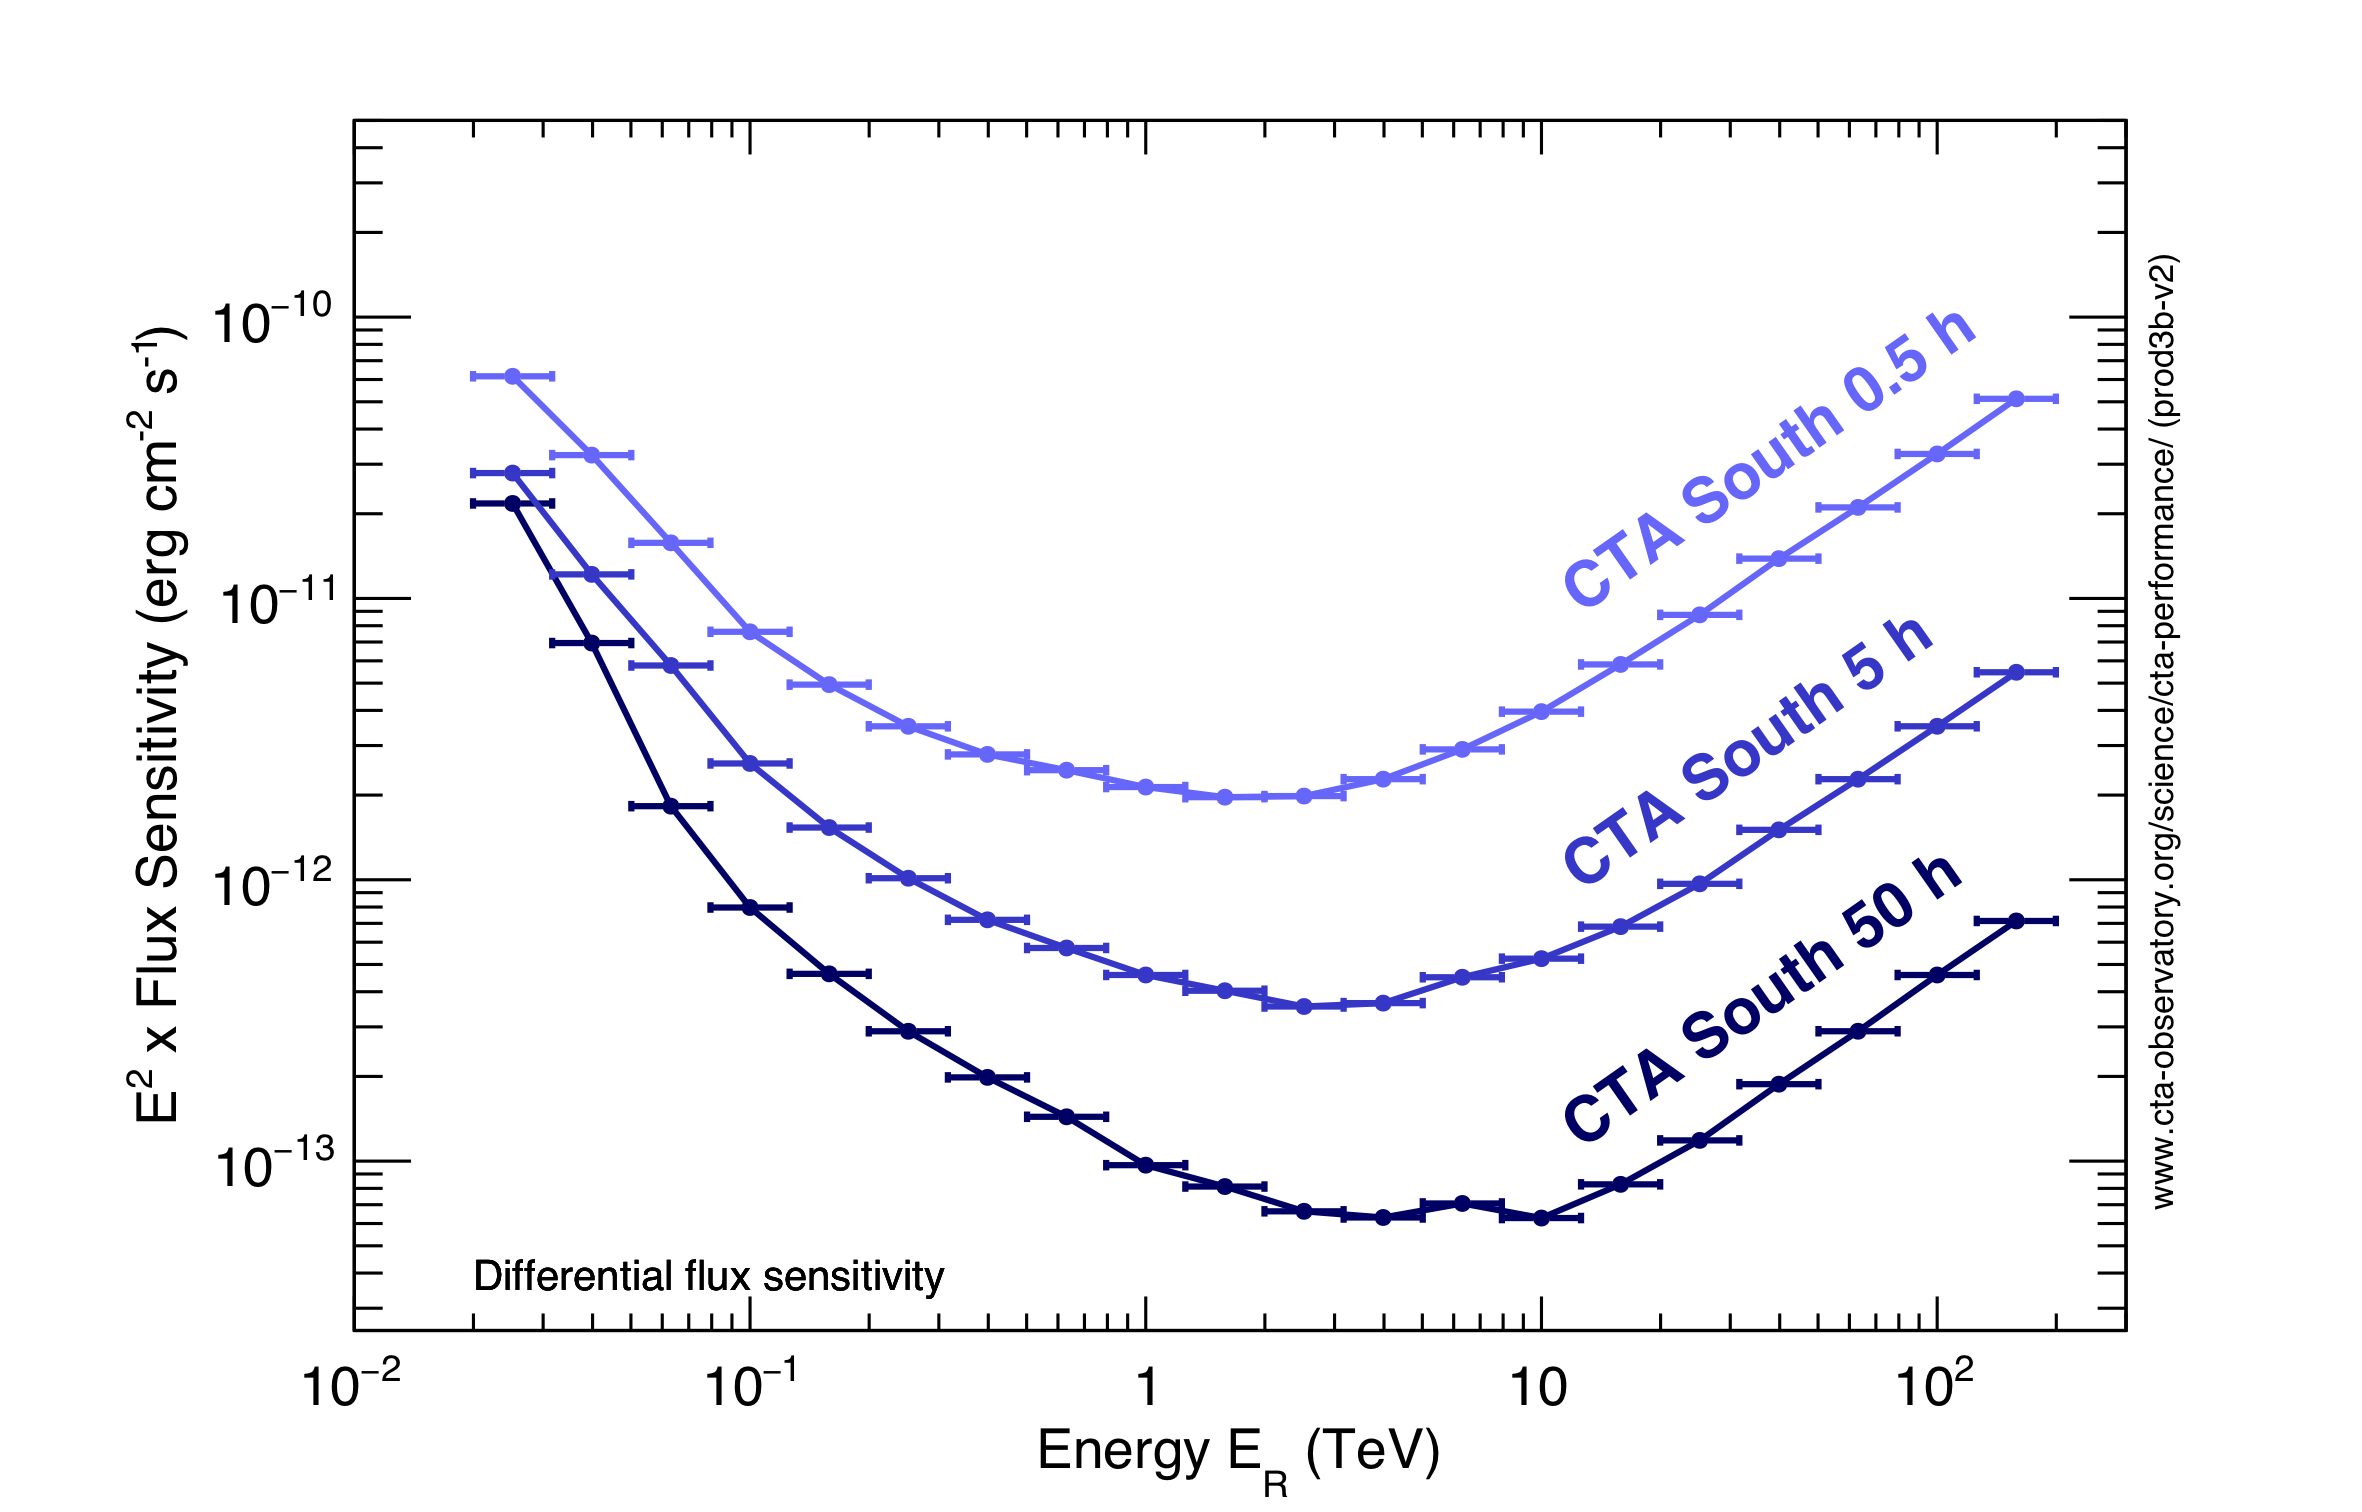 E² x Flux Sensitivity (erg cm⁻² s⁻¹)
10⁻¹⁰
10⁻¹¹
10⁻¹²
10⁻¹³
CTA South 0.5 h
CTA South 5 h
CTA South 50 h
Differential flux sensitivity
10⁻² 10⁻¹ 1 10 10²
Energy E_R (TeV)
www.cta-observatory.org/science/cta-performance/ (prod3b-v2)